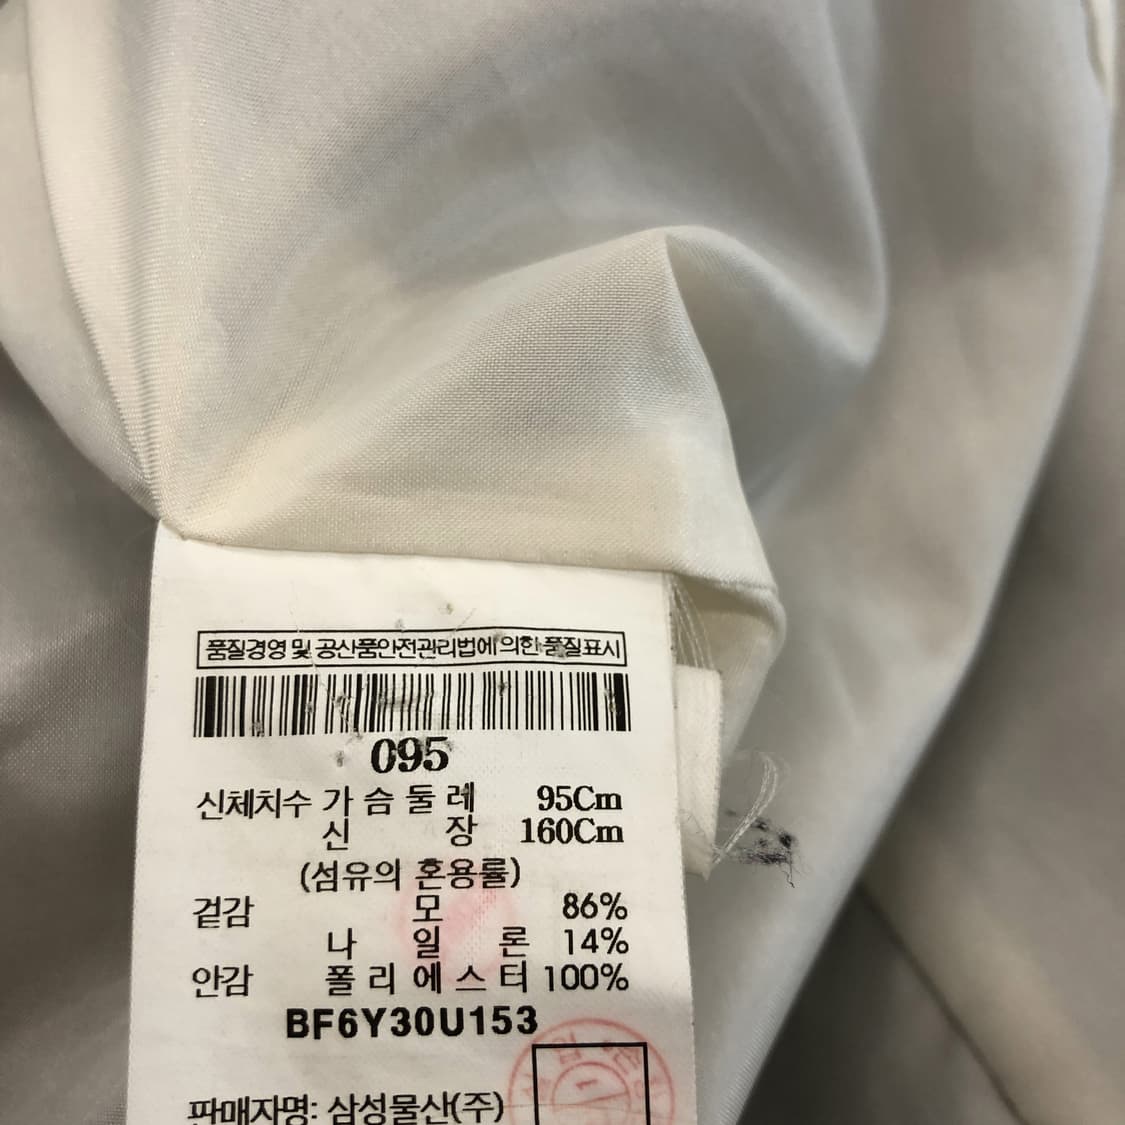 품질경영 및 공산품안전관리법에 의한 품질표시
095
신체치수 가슴둘레 95Cm
신장 160Cm
(섬유의 혼용률)
겉감 모 86%
나일론 14%
안감 폴리에스터 100%
BF6Y30U153
판매자명: 삼성물산(주)